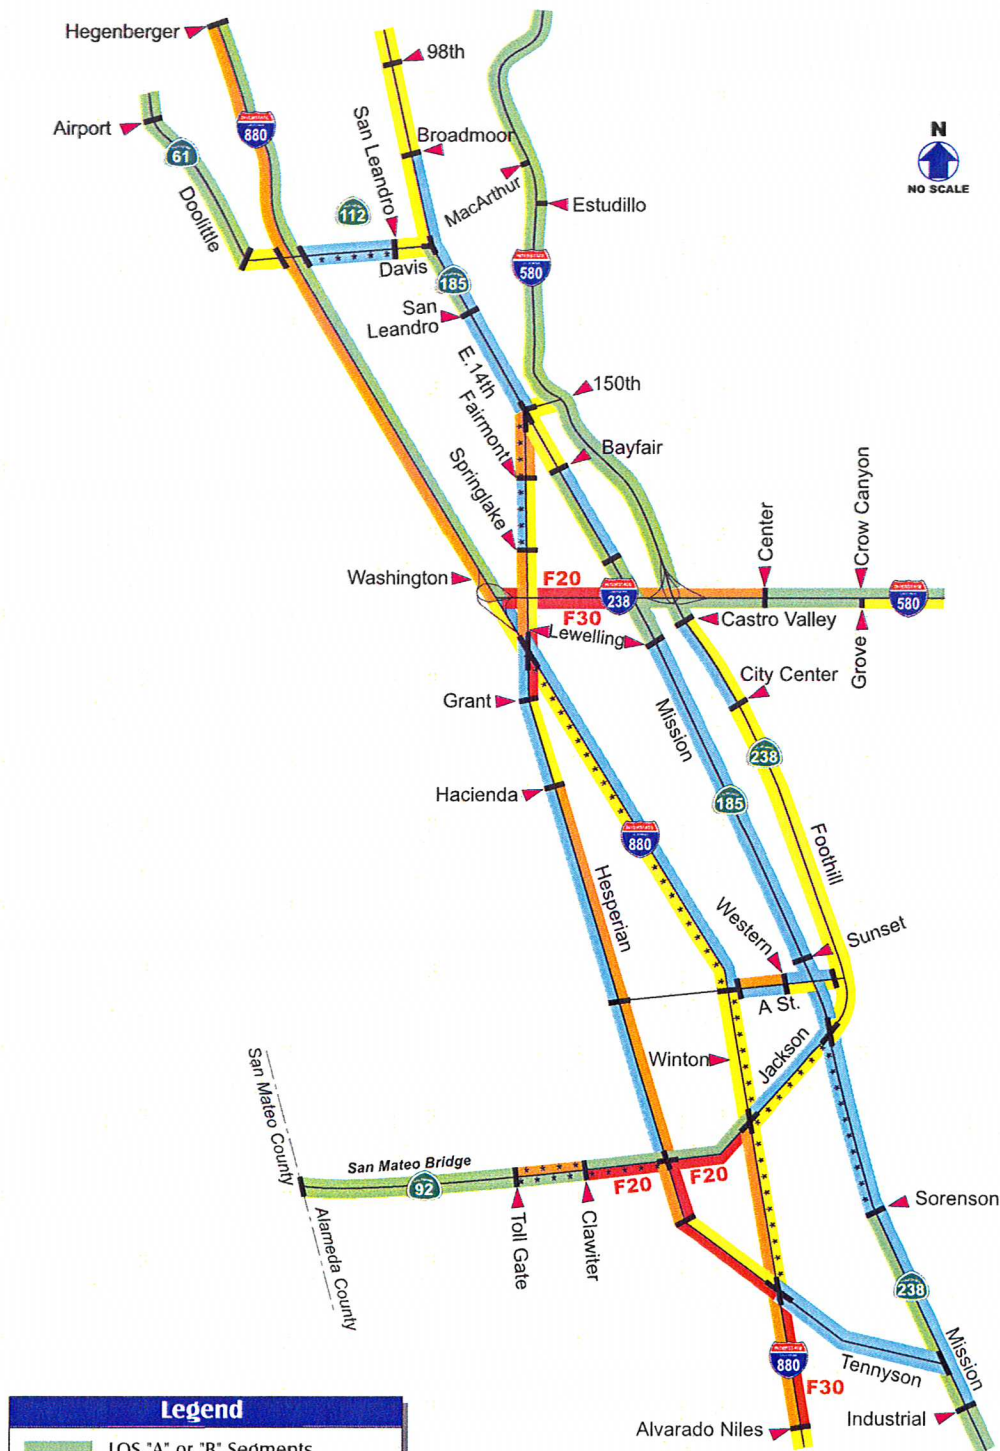 Hegenberger
98th
Airport
880
61
San Leandro
Broadmoor
N
NO SCALE
MacArthur
Doolittle
112
Estudillo
Davis
185
580
San
Leandro
E. 14th
150th
Fairmont
Bayfair
Springlake
Crow Canyon
Center
Washington
F20
238
580
F30
Lewelling
Castro Valley
Grove
City Center
Grant
Mission
238
Hacienda
185
880
Foothill
Hesperian
Western
Sunset
A St.
Jackson
Winton
San Mateo County
San Mateo Bridge
F20
F20
92
Sorenson
Toll Gate
Clawiter
Alameda County
238
Mission
880
Tennyson
F30
Industrial
Alvarado Niles
Legend
LOS "A" or "B" Segments